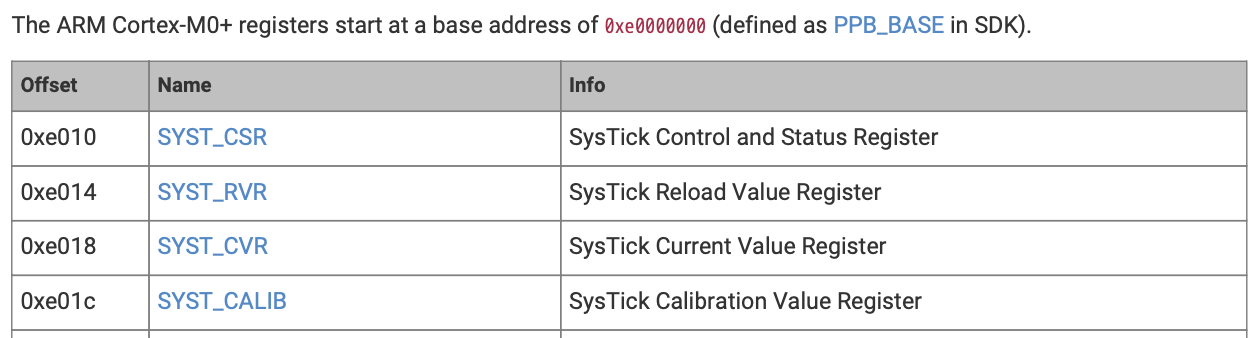 The ARM Cortex-M0+ registers start at a base address of 0xe0000000 (defined as PPB_BASE in SDK).
Offset Name Info
0xe010 SYST_CSR SysTick Control and Status Register
0xe014 SYST_RVR SysTick Reload Value Register
0xe018 SYST_CVR SysTick Current Value Register
0xe01c SYST_CALIB SysTick Calibration Value Register